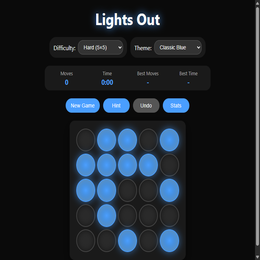 Lights Out
Difficulty: Hard (5×5) Theme: Classic Blue
Moves Time Best Moves Best Time
0 0:00 - -
New Game Hint Undo Stats